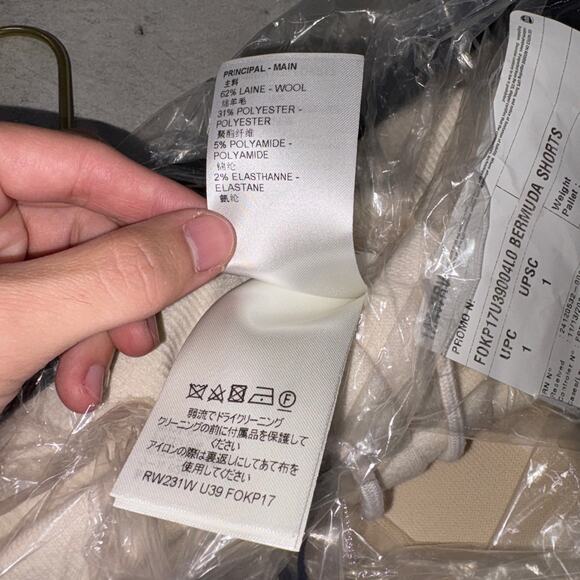 PRINCIPAL - MAIN
主料
62% LAINE - WOOL
绵羊毛
31% POLYESTER -
POLYESTER
聚酯纤维
5% POLYAMIDE -
POLYAMIDE
锦纶
2% ELASTHANNE -
ELASTANE
氨纶
弱流でドライクリーニング
クリーニングの前に付属品を保護して
ください
アイロンの際は裏返しにしてあて布を
使用してください
RW231W U39 FOKP17
PROMO N
FOKP17U39004L0 BERMUDA SHORTS
UPC UPSC Weight
1 1 Pallet